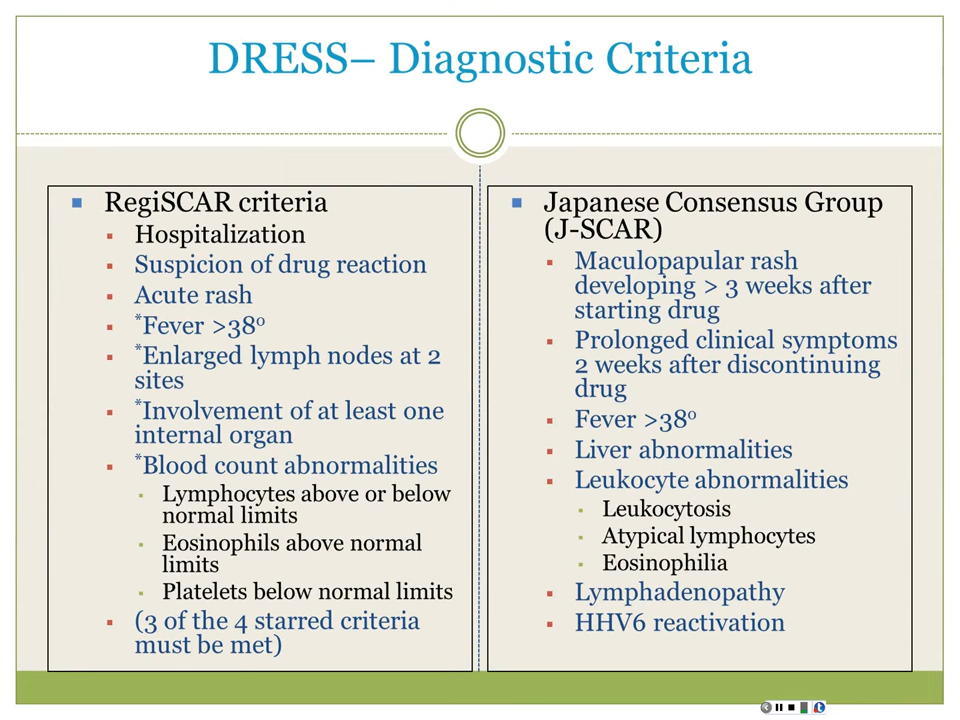 DRESS– Diagnostic Criteria
RegiSCAR criteria
Hospitalization
Suspicion of drug reaction
Acute rash
*Fever >38º
*Enlarged lymph nodes at 2
sites
*Involvement of at least one
internal organ
*Blood count abnormalities
Lymphocytes above or below
normal limits
Eosinophils above normal
limits
Platelets below normal limits
(3 of the 4 starred criteria
must be met)
Japanese Consensus Group
(J-SCAR)
Maculopapular rash
developing > 3 weeks after
starting drug
Prolonged clinical symptoms
2 weeks after discontinuing
drug
Fever >38º
Liver abnormalities
Leukocyte abnormalities
Leukocytosis
Atypical lymphocytes
Eosinophilia
Lymphadenopathy
HHV6 reactivation